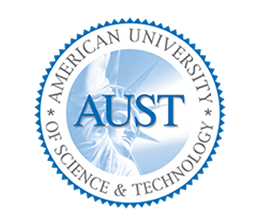 * AMERICAN UNIVERSITY *
OF SCIENCE & TECHNOLOGY
AUST